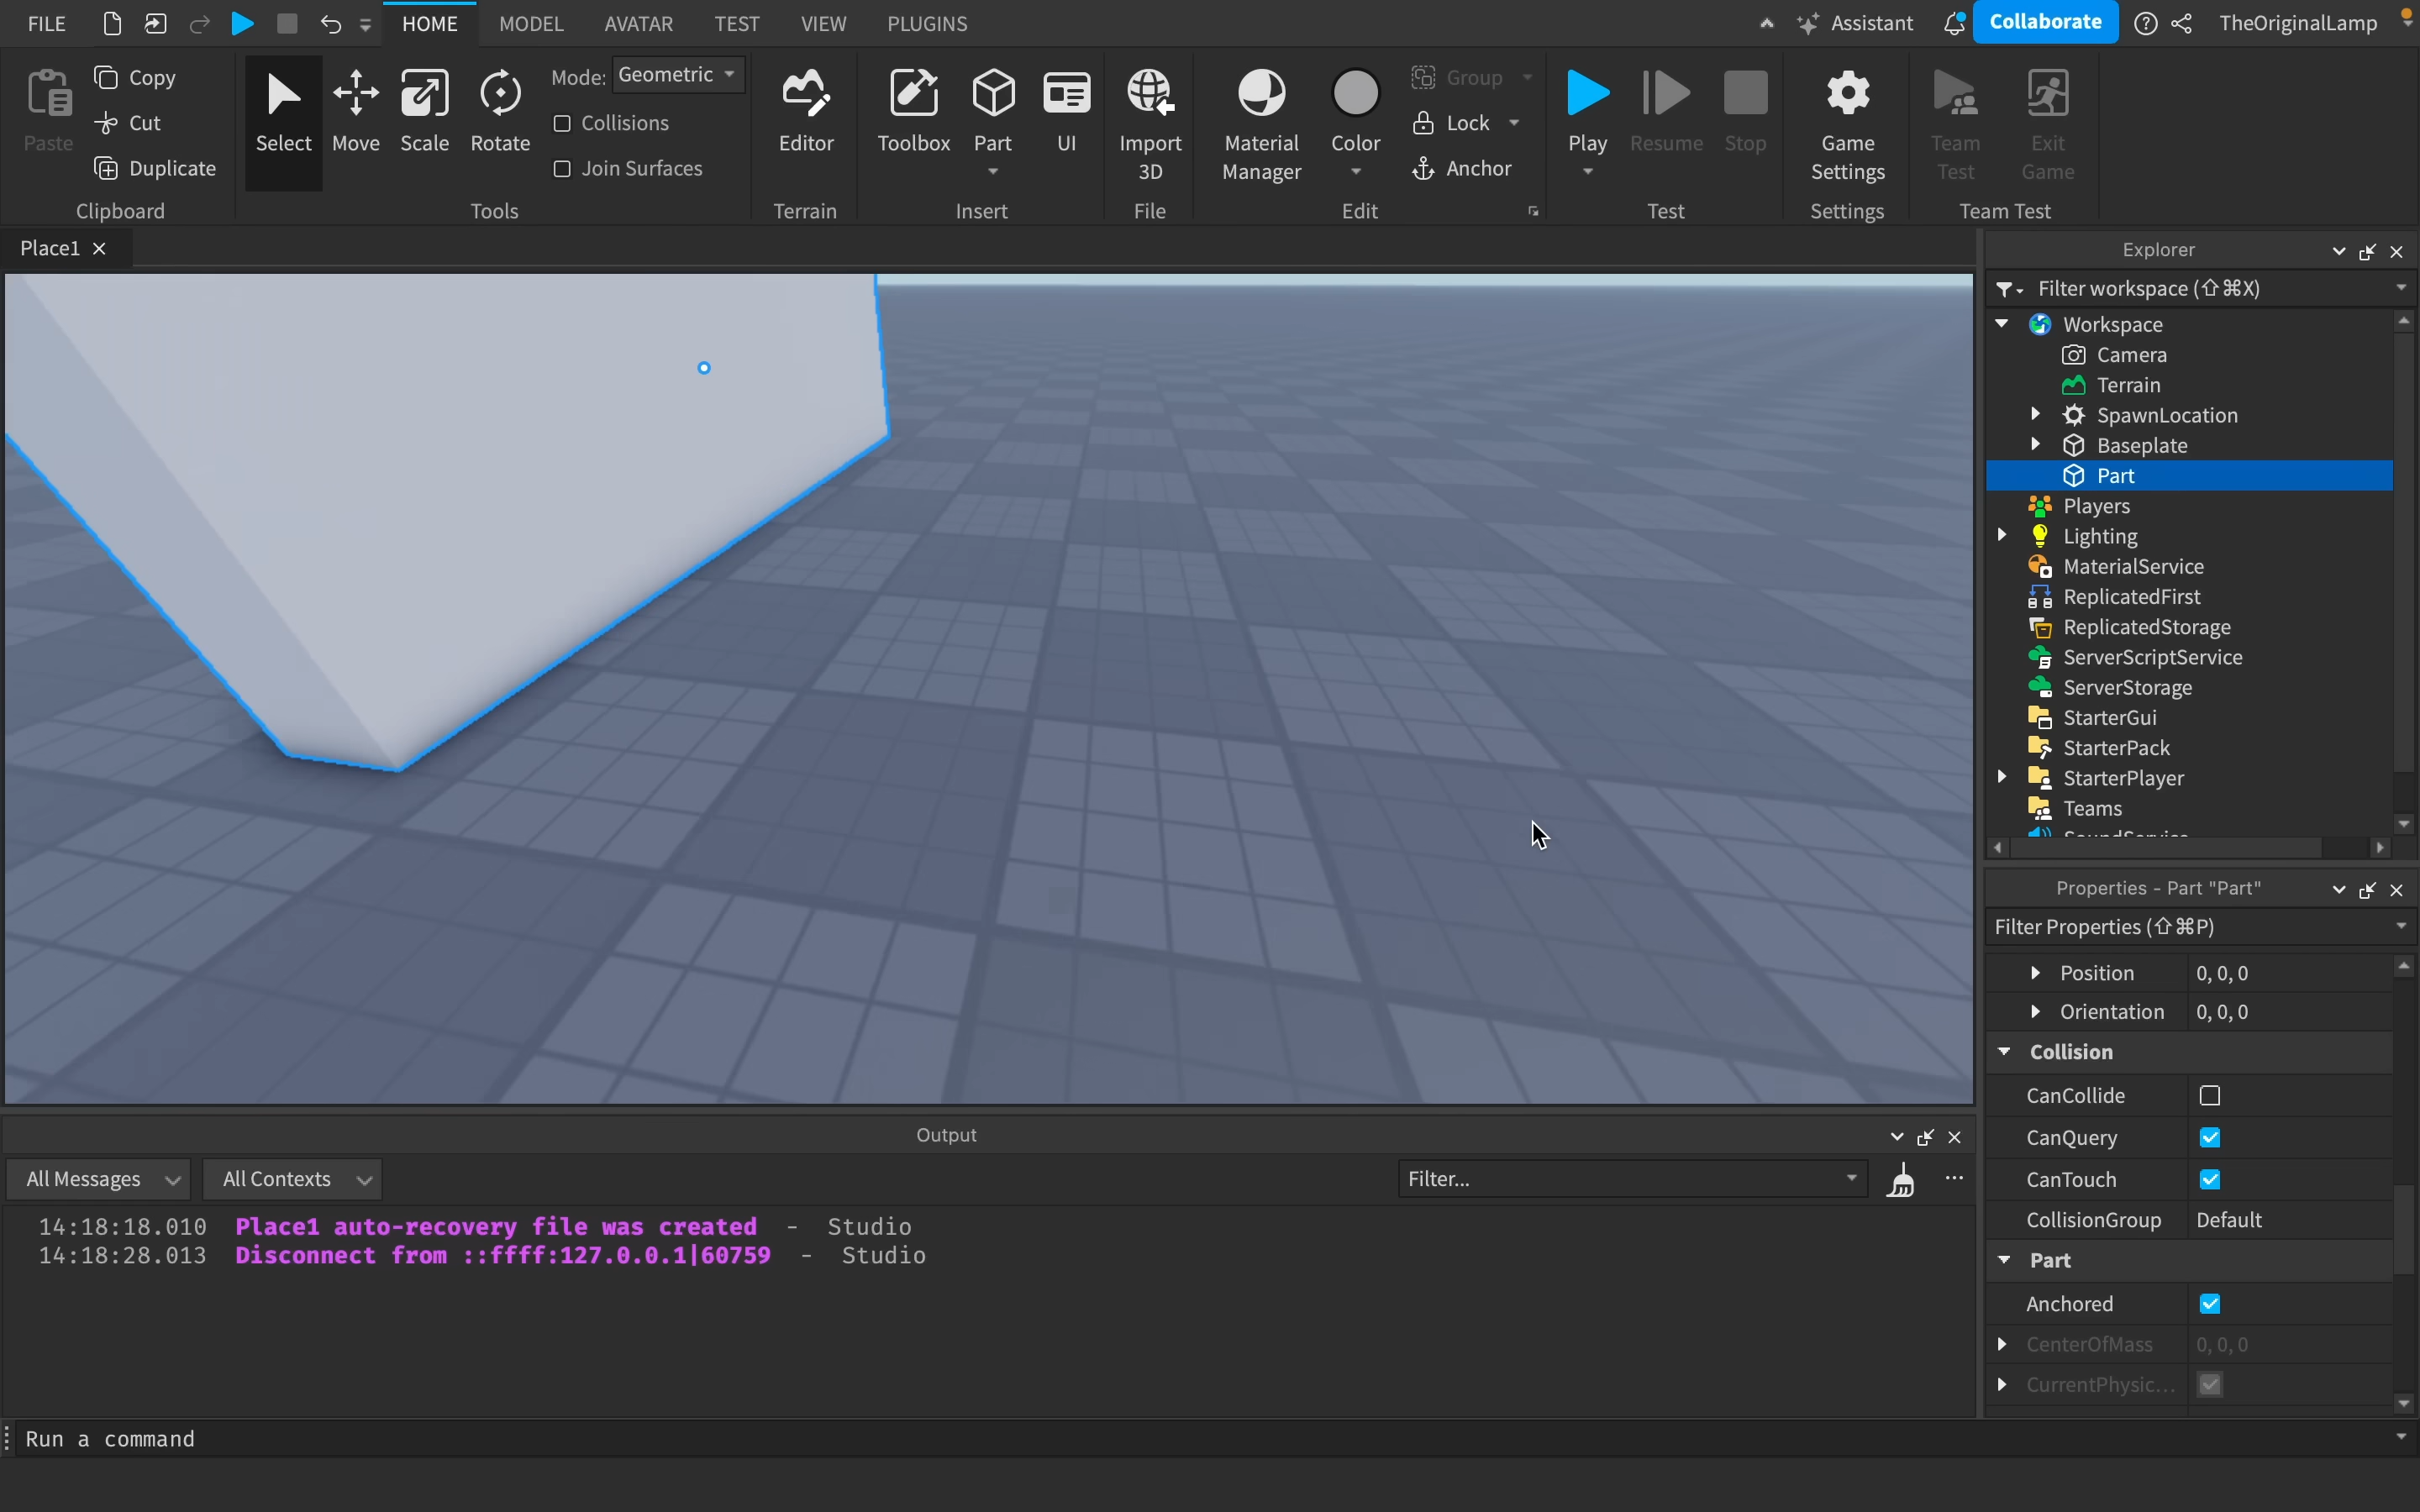 FILE HOME MODEL AVATAR TEST VIEW PLUGINS Assistant Collaborate TheOriginalLamp
Paste
Copy
Cut
Duplicate
Clipboard
Select
Move
Scale
Rotate
Mode: Geometric
Collisions
Join Surfaces
Tools
Editor
Terrain
Toolbox
Part
UI
Insert
Import
3D
File
Material
Manager
Color
Group
Lock
Anchor
Edit
Play
Resume
Stop
Test
Game
Settings
Settings
Team
Test
Exit
Game
Team Test
Place1
Explorer
Filter workspace (⇧⌘X)
Workspace
Camera
Terrain
SpawnLocation
Baseplate
Part
Players
Lighting
MaterialService
ReplicatedFirst
ReplicatedStorage
ServerScriptService
ServerStorage
StarterGui
StarterPack
StarterPlayer
Teams
Properties - Part "Part"
Filter Properties (⇧⌘P)
Position 0, 0, 0
Orientation 0, 0, 0
Collision
CanCollide
CanQuery
CanTouch
CollisionGroup Default
Part
Anchored
CenterOfMass 0, 0, 0
CurrentPhysic...
Output
All Messages All Contexts Filter...
14:18:18.010 Place1 auto-recovery file was created - Studio
14:18:28.013 Disconnect from ::ffff:127.0.0.1|60759 - Studio
Run a command